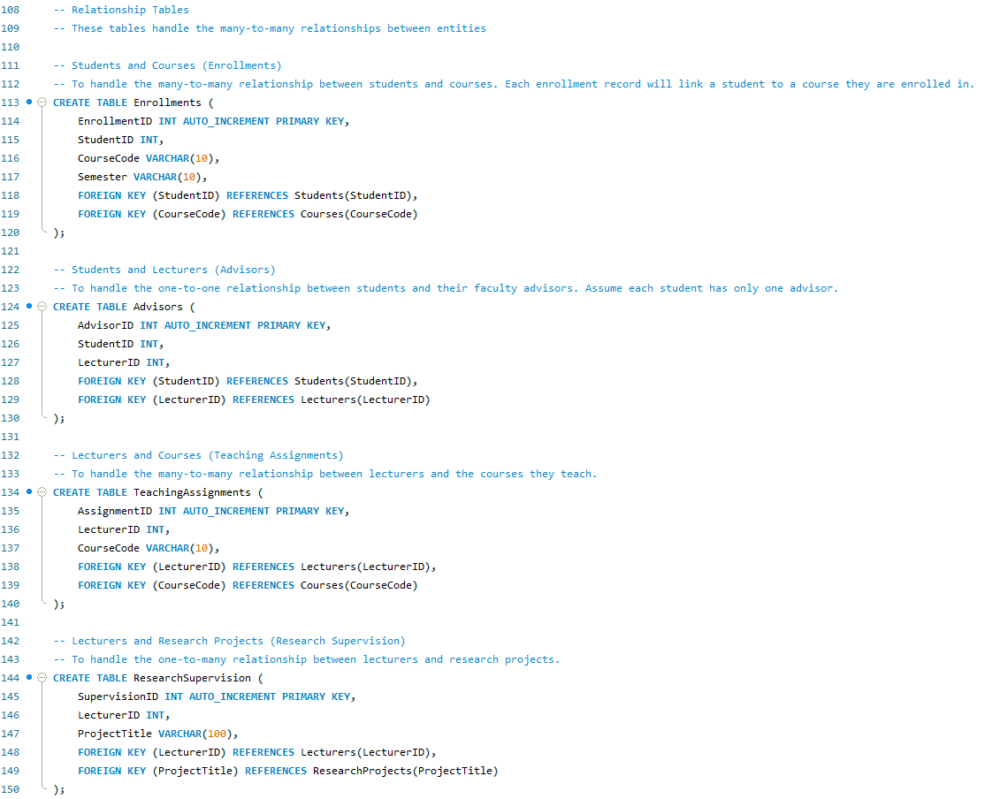 108 -- Relationship Tables
109 -- These tables handle the many-to-many relationships between entities
110
111 -- Students and Courses (Enrollments)
112 -- To handle the many-to-many relationship between students and courses. Each enrollment record will link a student to a course they are enrolled in.
113 CREATE TABLE Enrollments (
114 EnrollmentID INT AUTO_INCREMENT PRIMARY KEY,
115 StudentID INT,
116 CourseCode VARCHAR(10),
117 Semester VARCHAR(10),
118 FOREIGN KEY (StudentID) REFERENCES Students(StudentID),
119 FOREIGN KEY (CourseCode) REFERENCES Courses(CourseCode)
120 );
121
122 -- Students and Lecturers (Advisors)
123 -- To handle the one-to-one relationship between students and their faculty advisors. Assume each student has only one advisor.
124 CREATE TABLE Advisors (
125 AdvisorID INT AUTO_INCREMENT PRIMARY KEY,
126 StudentID INT,
127 LecturerID INT,
128 FOREIGN KEY (StudentID) REFERENCES Students(StudentID),
129 FOREIGN KEY (LecturerID) REFERENCES Lecturers(LecturerID)
130 );
131
132 -- Lecturers and Courses (Teaching Assignments)
133 -- To handle the many-to-many relationship between lecturers and the courses they teach.
134 CREATE TABLE TeachingAssignments (
135 AssignmentID INT AUTO_INCREMENT PRIMARY KEY,
136 LecturerID INT,
137 CourseCode VARCHAR(10),
138 FOREIGN KEY (LecturerID) REFERENCES Lecturers(LecturerID),
139 FOREIGN KEY (CourseCode) REFERENCES Courses(CourseCode)
140 );
141
142 -- Lecturers and Research Projects (Research Supervision)
143 -- To handle the one-to-many relationship between lecturers and research projects.
144 CREATE TABLE ResearchSupervision (
145 SupervisionID INT AUTO_INCREMENT PRIMARY KEY,
146 LecturerID INT,
147 ProjectTitle VARCHAR(100),
148 FOREIGN KEY (LecturerID) REFERENCES Lecturers(LecturerID),
149 FOREIGN KEY (ProjectTitle) REFERENCES ResearchProjects(ProjectTitle)
150 );